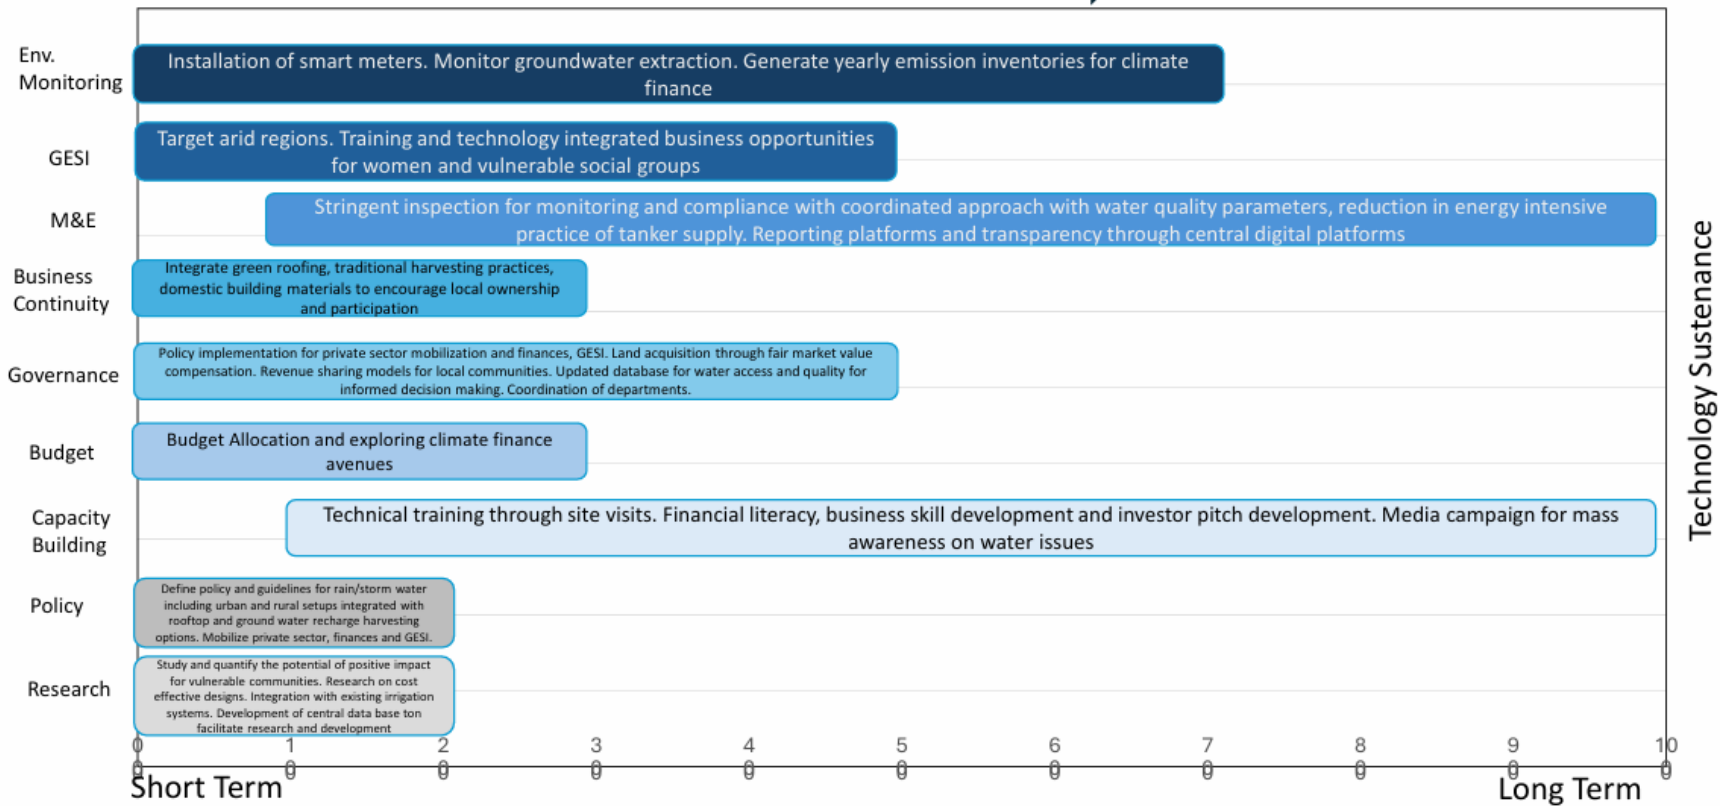 Env.
Monitoring
Installation of smart meters. Monitor groundwater extraction. Generate yearly emission inventories for climate
finance
GESI
Target arid regions. Training and technology integrated business opportunities
for women and vulnerable social groups
M&E
Stringent inspection for monitoring and compliance with coordinated approach with water quality parameters, reduction in energy intensive
practice of tanker supply. Reporting platforms and transparency through central digital platforms
Business
Continuity
Integrate green roofing, traditional harvesting practices,
domestic building materials to encourage local ownership
and participation
Governance
Policy implementation for private sector mobilization and finances, GESI. Land acquisition through fair market value
compensation. Revenue sharing models for local communities. Updated database for water access and quality for
informed decision making. Coordination of departments.
Budget
Budget Allocation and exploring climate finance
avenues
Capacity
Building
Technical training through site visits. Financial literacy, business skill development and investor pitch development. Media campaign for mass
awareness on water issues
Policy
Define policy and guidelines for rain/storm water
including urban and rural setups integrated with
rooftop and ground water recharge harvesting
options. Mobilize private sector, finances and GESI.
Research
Study and quantify the potential of positive impact
for vulnerable communities. Research on cost
effective designs. Integration with existing irrigation
systems. Development of central data base ton
facilitate research and development
0 1 2 3 4 5 6 7 8 9 10
0 0 0 0 0 0 0 0 0 0 0
Short Term
Long Term
Technology Sustenance